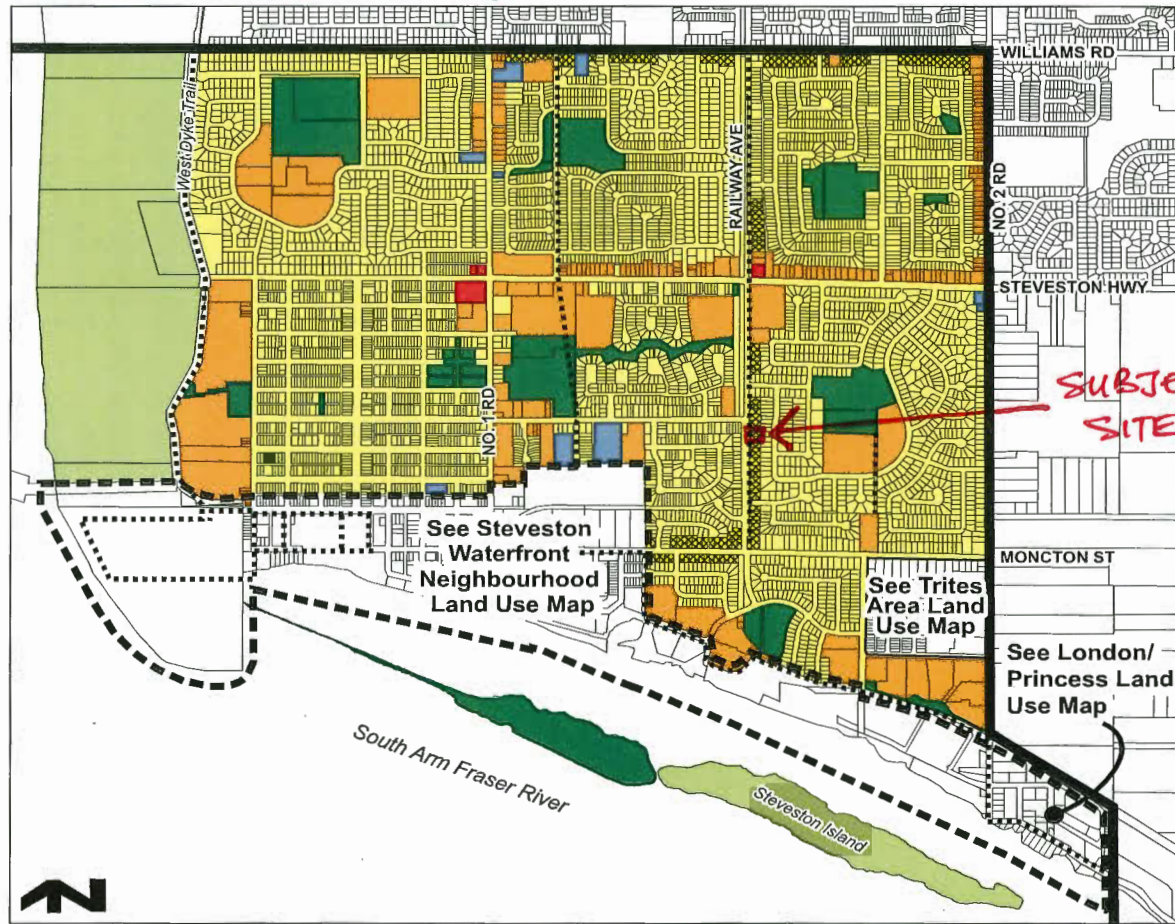 WILLIAMS RD
West Dyke Trail
RAILWAY AVE
NO. 2 RD
STEVESTON HWY
SUBJE
SITE
NO. 1 RD
See Steveston
Waterfront
Neighbourhood
Land Use Map
MONCTON ST
See Trites
Area Land
Use Map
See London/
Princess Land
Use Map
South Arm Fraser River
Steveston Island
N